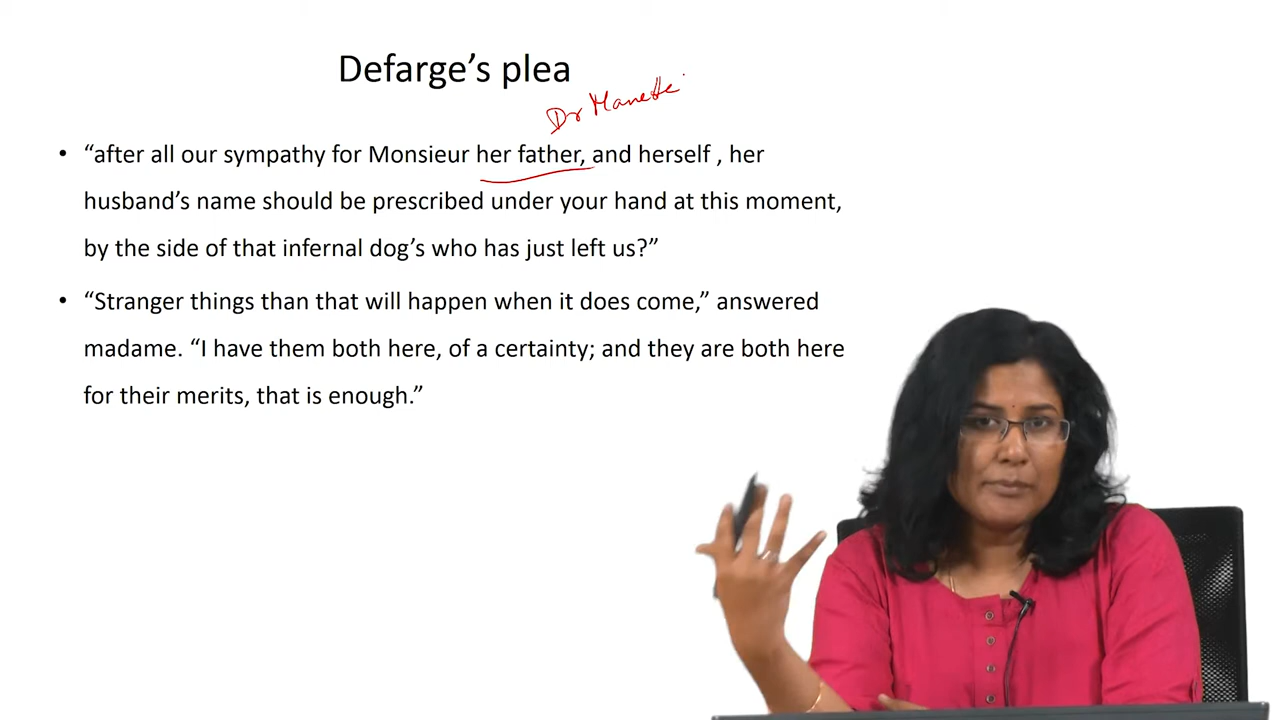 Defarge's plea
Dr Manette
• “after all our sympathy for Monsieur her father, and herself , her
husband's name should be prescribed under your hand at this moment,
by the side of that infernal dog's who has just left us?”
• “Stranger things than that will happen when it does come,” answered
madame. “I have them both here, of a certainty; and they are both here
for their merits, that is enough.”